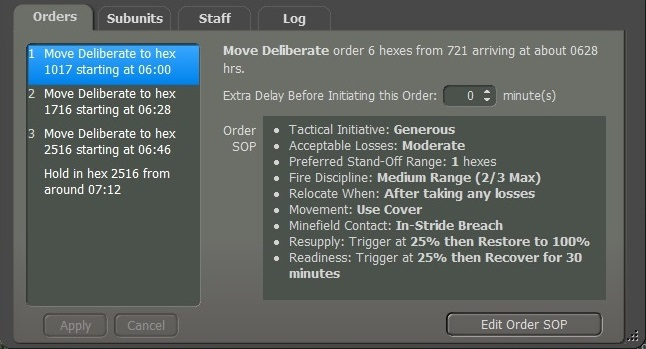 Orders
Subunits
Staff
Log
1 Move Deliberate to hex
1017 starting at 06:00
2 Move Deliberate to hex
1716 starting at 06:28
3 Move Deliberate to hex
2516 starting at 06:46
Hold in hex 2516 from
around 07:12
Apply
Cancel
Move Deliberate order 6 hexes from 721 arriving at about 0628
hrs.
Extra Delay Before Initiating this Order: 0 minute(s)
Order
SOP
• Tactical Initiative: Generous
• Acceptable Losses: Moderate
• Preferred Stand-Off Range: 1 hexes
• Fire Discipline: Medium Range (2/3 Max)
• Relocate When: After taking any losses
• Movement: Use Cover
• Minefield Contact: In-Stride Breach
• Resupply: Trigger at 25% then Restore to 100%
• Readiness: Trigger at 25% then Recover for 30
minutes
Edit Order SOP